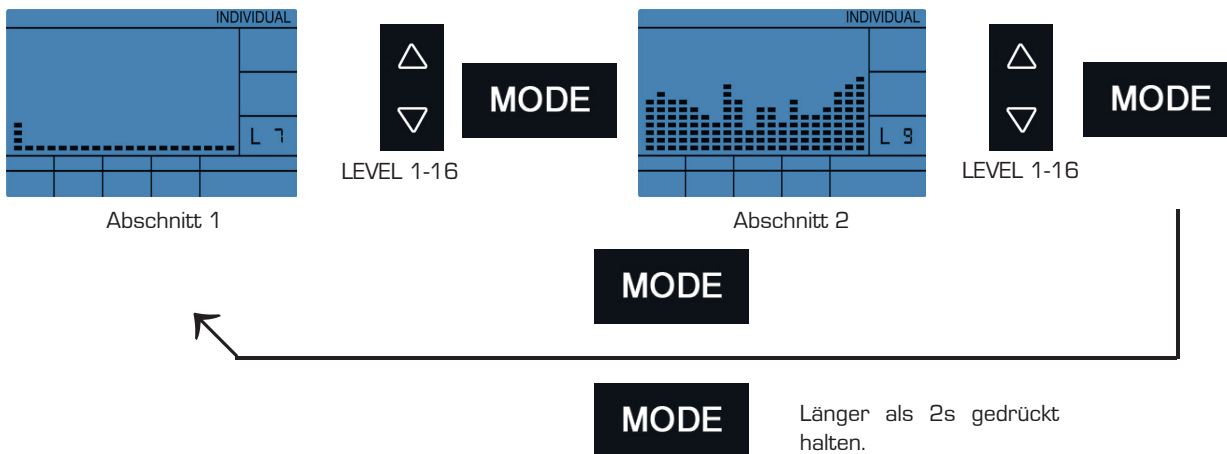 INDIVIDUAL
L 7
MODE
LEVEL 1-16
Abschnitt 1
INDIVIDUAL
L 9
MODE
LEVEL 1-16
Abschnitt 2
MODE
MODE
Länger als 2s gedrückt
halten.